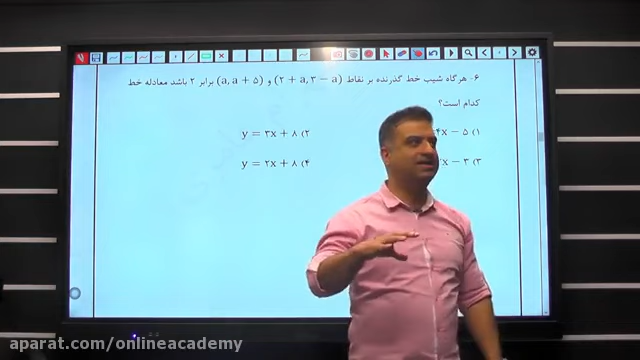 ۶- هرگاه شیب خط گذرنده بر نقاط (۲ + a, ۳ − a) و (a, a + ۵) برابر ۲ باشد معادله خط
کدام است؟
۱) ۴x − ۵
۲) y = ۳x + ۸
۳) x − ۳
۴) y = ۲x + ۸
aparat.com/onlineacademy